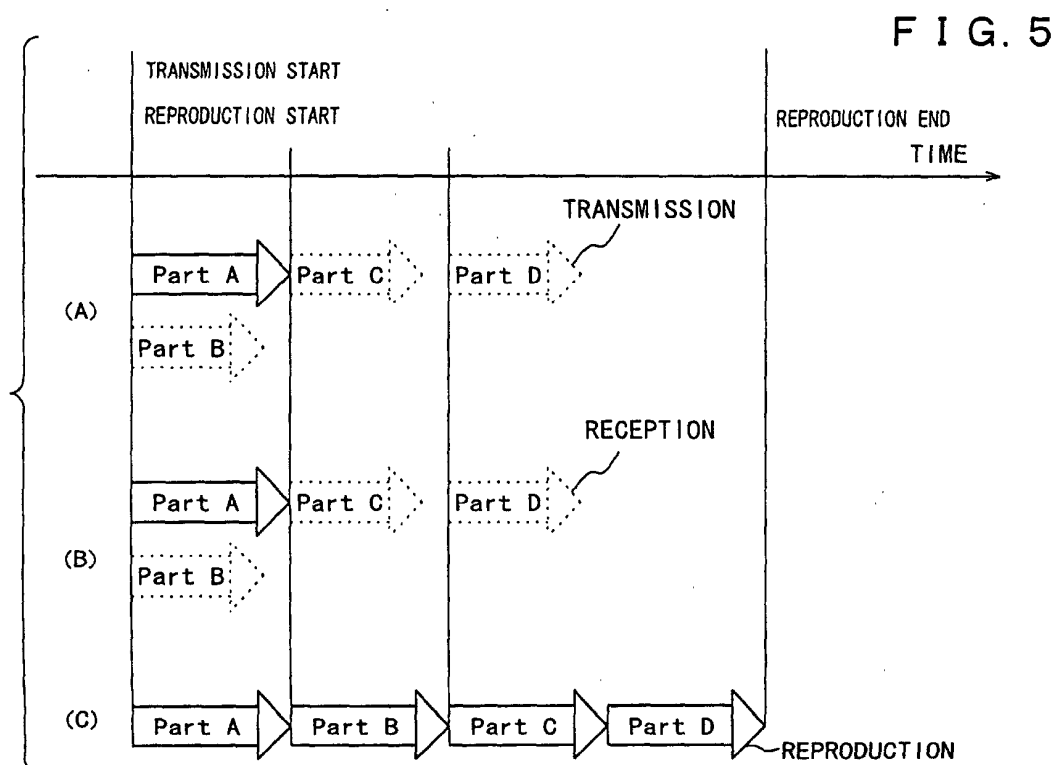 FIG. 5
TRANSMISSION START
REPRODUCTION START
REPRODUCTION END
TIME
TRANSMISSION
Part A
Part C
Part D
(A)
Part B
RECEPTION
Part A
Part C
Part D
(B)
Part B
(C)
Part A
Part B
Part C
Part D
REPRODUCTION